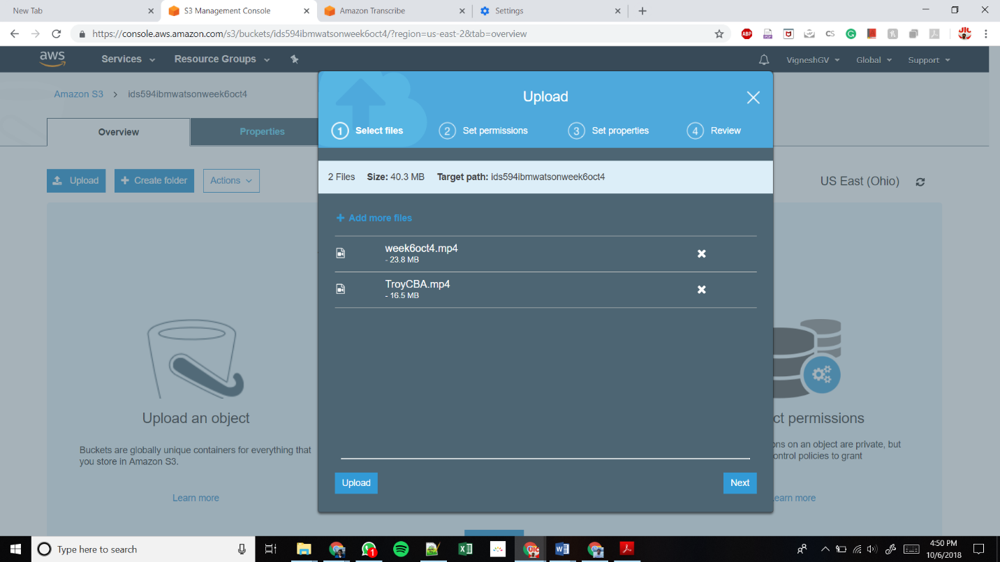 New Tab
S3 Management Console
Amazon Transcribe
Settings
https://console.aws.amazon.com/s3/buckets/ids594ibmwatsonweek6oct4/?region=us-east-2&tab=overview
ABP
PDF
CS
aws
Services
Resource Groups
VigneshGV
Global
Support
Amazon S3 > ids594ibmwatsonweek6oct4
Overview
Properties
Upload
Create folder
Actions
US East (Ohio)
Upload
1 Select files
2 Set permissions
3 Set properties
4 Review
2 Files Size: 40.3 MB Target path: ids594ibmwatsonweek6oct4
+ Add more files
week6oct4.mp4
- 23.8 MB
TroyCBA.mp4
- 16.5 MB
Upload
Next
Upload an object
Buckets are globally unique containers for everything that
you store in Amazon S3.
Learn more
ct permissions
ons on an object are private, but
ontrol policies to grant
earn more
Type here to search
1
4:50 PM
10/6/2018